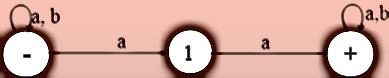 a, b a,b
- a 1 a +